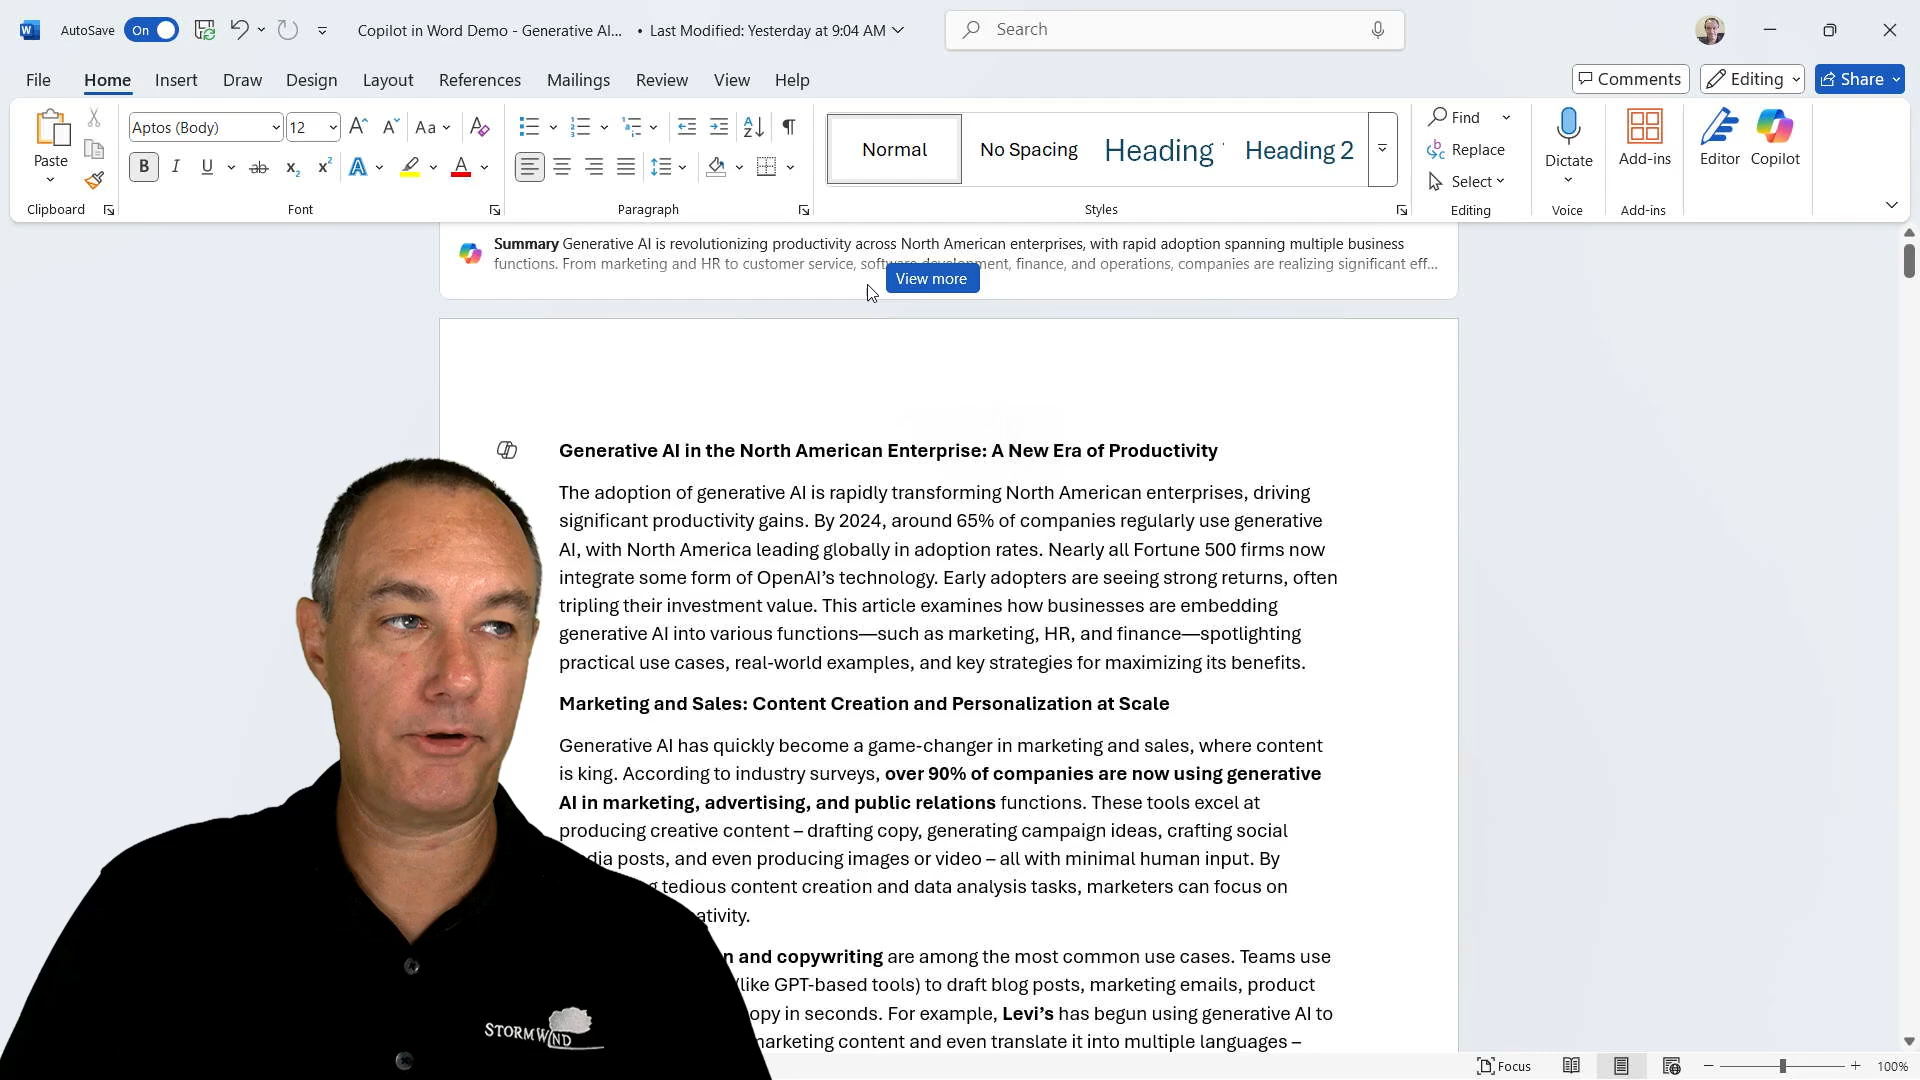 AutoSave On Copilot in Word Demo - Generative AI... • Last Modified: Yesterday at 9:04 AM Search
File Home Insert Draw Design Layout References Mailings Review View Help Comments Editing Share
Paste
Aptos (Body) 12 Aa
B I U ab x₂ x² A A
Normal No Spacing Heading Heading 2
Find
Replace
Select
Dictate Add-ins Editor Copilot
Clipboard Font Paragraph Styles Editing Voice Add-ins
Summary Generative AI is revolutionizing productivity across North American enterprises, with rapid adoption spanning multiple business
functions. From marketing and HR to customer service, software development, finance, and operations, companies are realizing significant eff...
View more
Generative AI in the North American Enterprise: A New Era of Productivity
The adoption of generative AI is rapidly transforming North American enterprises, driving
significant productivity gains. By 2024, around 65% of companies regularly use generative
AI, with North America leading globally in adoption rates. Nearly all Fortune 500 firms now
integrate some form of OpenAI’s technology. Early adopters are seeing strong returns, often
tripling their investment value. This article examines how businesses are embedding
generative AI into various functions—such as marketing, HR, and finance—spotlighting
practical use cases, real-world examples, and key strategies for maximizing its benefits.
Marketing and Sales: Content Creation and Personalization at Scale
Generative AI has quickly become a game-changer in marketing and sales, where content
is king. According to industry surveys, over 90% of companies are now using generative
AI in marketing, advertising, and public relations functions. These tools excel at
producing creative content – drafting copy, generating campaign ideas, crafting social
posts, and even producing images or video – all with minimal human input. By
tedious content creation and data analysis tasks, marketers can focus on
and copywriting are among the most common use cases. Teams use
(like GPT-based tools) to draft blog posts, marketing emails, product
in seconds. For example, Levi’s has begun using generative AI to
marketing content and even translate it into multiple languages –
STORMWIND
Focus 100%